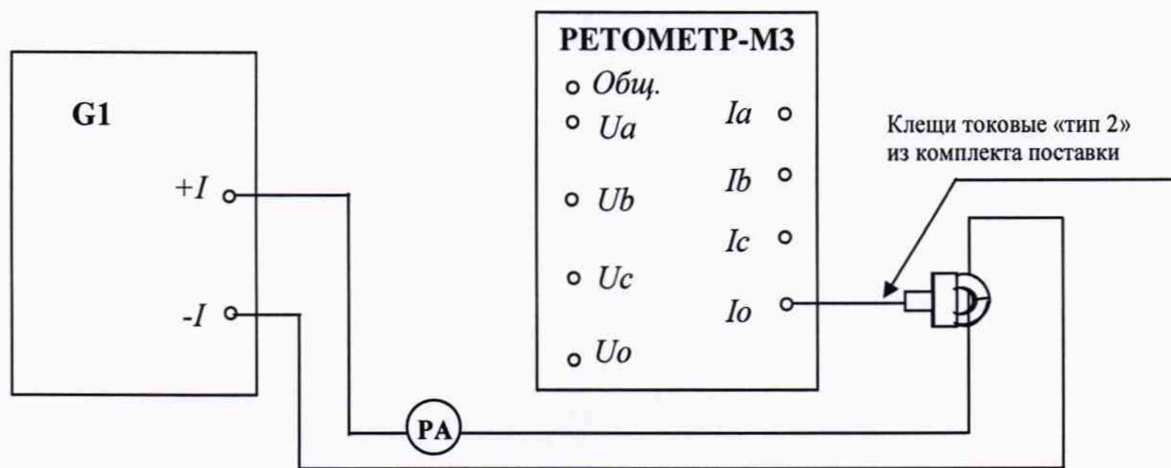 G1
+I
-I
РЕТОМЕТР-М3
Общ.
Ua
Ub
Uc
Uo
Ia
Ib
Ic
Io
Клещи токовые «тип 2»
из комплекта поставки
PA